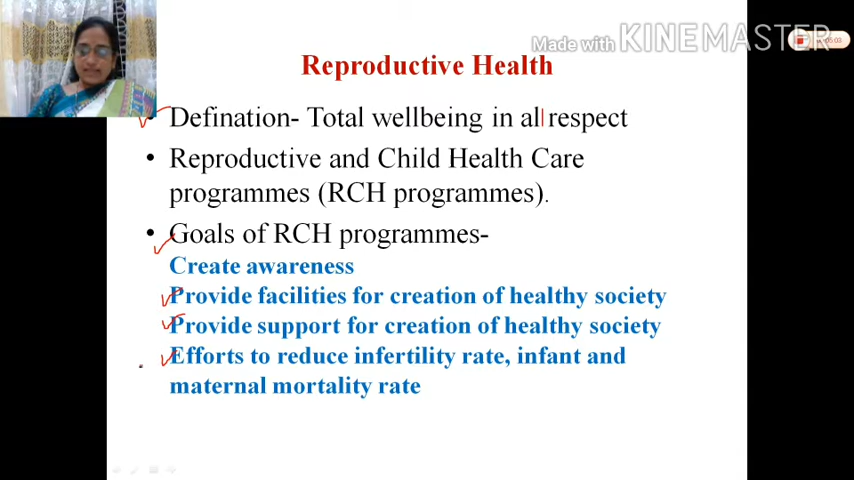 Made with KINEMASTER
05:03
Reproductive Health
• Defination- Total wellbeing in all respect
• Reproductive and Child Health Care
programmes (RCH programmes).
• Goals of RCH programmes-
Create awareness
Provide facilities for creation of healthy society
Provide support for creation of healthy society
Efforts to reduce infertility rate, infant and
maternal mortality rate